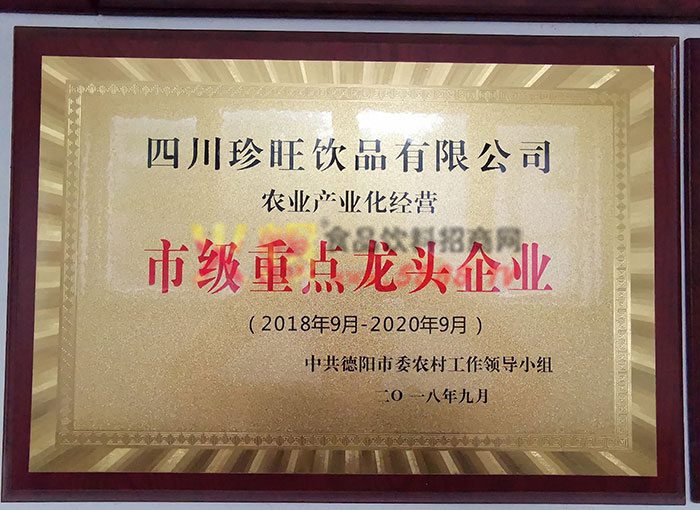 四川珍旺饮品有限公司
农业产业化经营
食品饮料招商网
市级重点龙头企业
（2018年9月-2020年9月）
中共德阳市委农村工作领导小组
二〇一八年九月